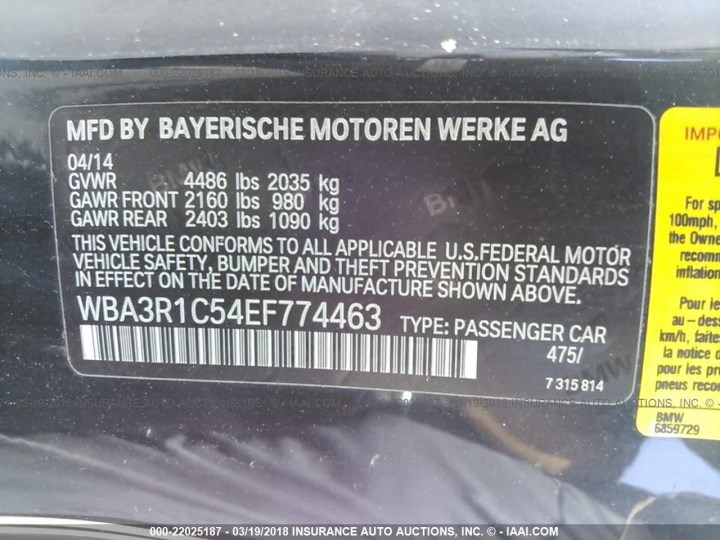 MFD BY BAYERISCHE MOTOREN WERKE AG
04/14
GVWR 4486 lbs 2035 kg
GAWR FRONT 2160 lbs 980 kg
GAWR REAR 2403 lbs 1090 kg
THIS VEHICLE CONFORMS TO ALL APPLICABLE U.S.FEDERAL MOTOR
VEHICLE SAFETY, BUMPER AND THEFT PREVENTION STANDARDS
IN EFFECT ON THE DATE OF MANUFACTURE SHOWN ABOVE.
WBA3R1C54EF774463 TYPE: PASSENGER CAR
475/
7 315 814
For
100mph,
the Owne
recomm
inflation
Pour le
au – dess
km/h, faites
la notice d
pour les pr
pneus recom
BMW
6859729
000-22025187 - 03/19/2018 INSURANCE AUTO AUCTIONS, INC. © - IAAI.COM